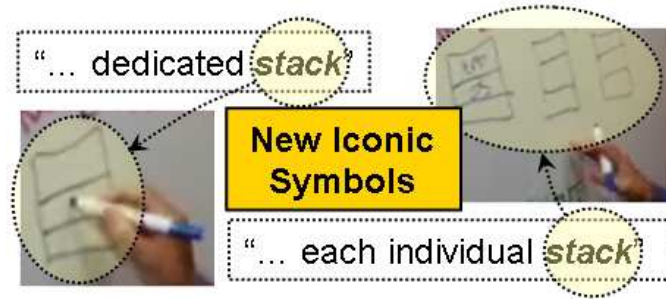 “... dedicated stack”
New Iconic
Symbols
“... each individual stack”